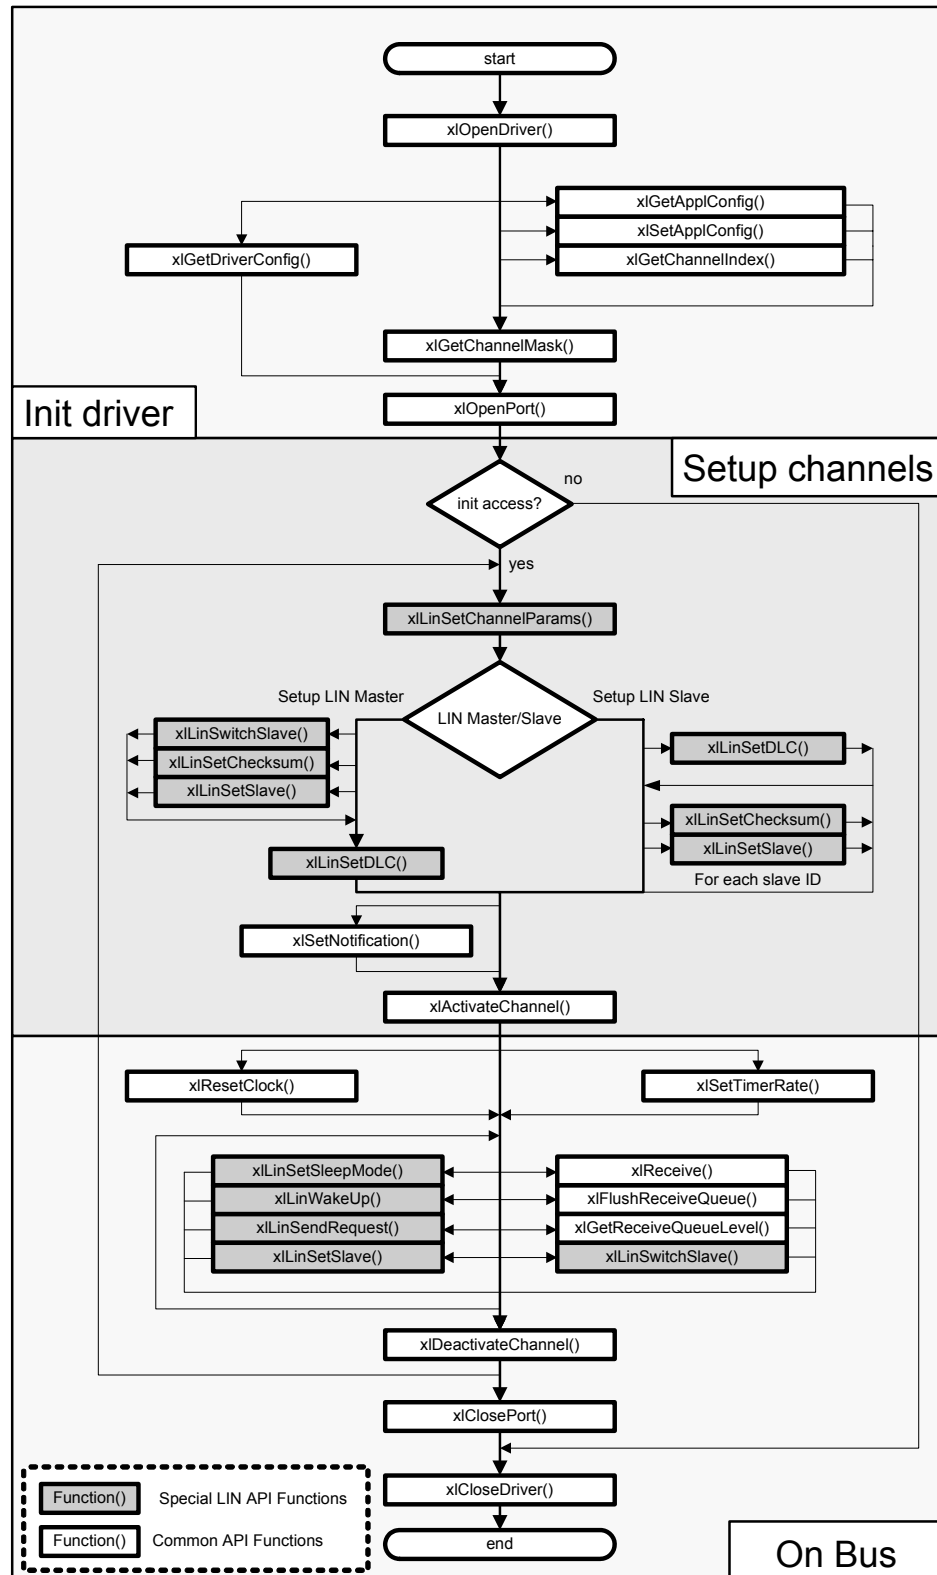 start
xlOpenDriver()
xlGetApplConfig()
xlSetApplConfig()
xlGetDriverConfig()
xlGetChannelIndex()
xlGetChannelMask()
xlOpenPort()
Init driver
Setup channels
init access?
no
yes
xlLinSetChannelParams()
Setup LIN Master
Setup LIN Slave
LIN Master/Slave
xlLinSwitchSlave()
xlLinSetChecksum()
xlLinSetSlave()
xlLinSetDLC()
xlLinSetDLC()
xlLinSetChecksum()
xlLinSetSlave()
For each slave ID
xlSetNotification()
xlActivateChannel()
xlResetClock()
xlSetTimerRate()
xlLinSetSleepMode()
xlReceive()
xlLinWakeUp()
xlFlushReceiveQueue()
xlLinSendRequest()
xlGetReceiveQueueLevel()
xlLinSetSlave()
xlLinSwitchSlave()
xlDeactivateChannel()
xlClosePort()
xlCloseDriver()
end
Function() Special LIN API Functions
Function() Common API Functions
On Bus